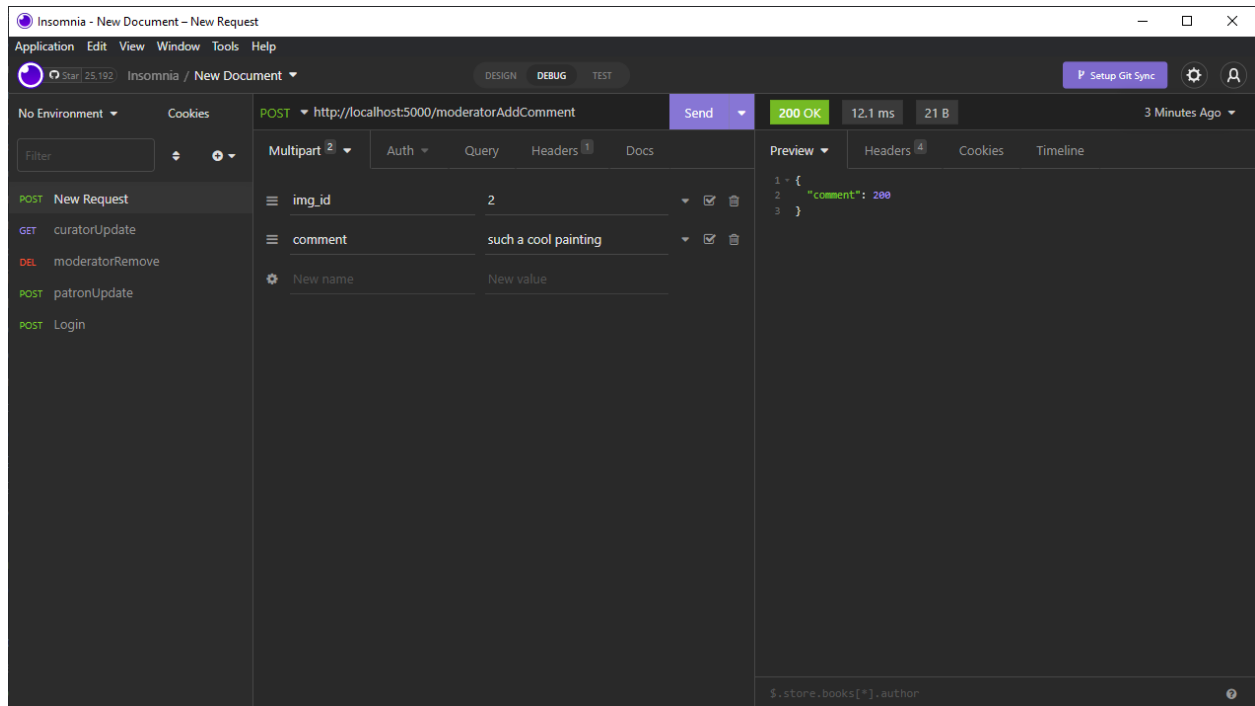 Insomnia - New Document – New Request
Application Edit View Window Tools Help
Star 25,192 Insomnia / New Document DESIGN DEBUG TEST Setup Git Sync
No Environment Cookies
POST http://localhost:5000/moderatorAddComment Send
200 OK 12.1 ms 21 B 3 Minutes Ago
Filter
Multipart 2 Auth Query Headers 1 Docs
Preview Headers 4 Cookies Timeline
POST New Request
GET curatorUpdate
DEL moderatorRemove
POST patronUpdate
POST Login
img_id 2
comment such a cool painting
New name New value
1 {
2 "comment": 200
3 }
$.store.books[*].author